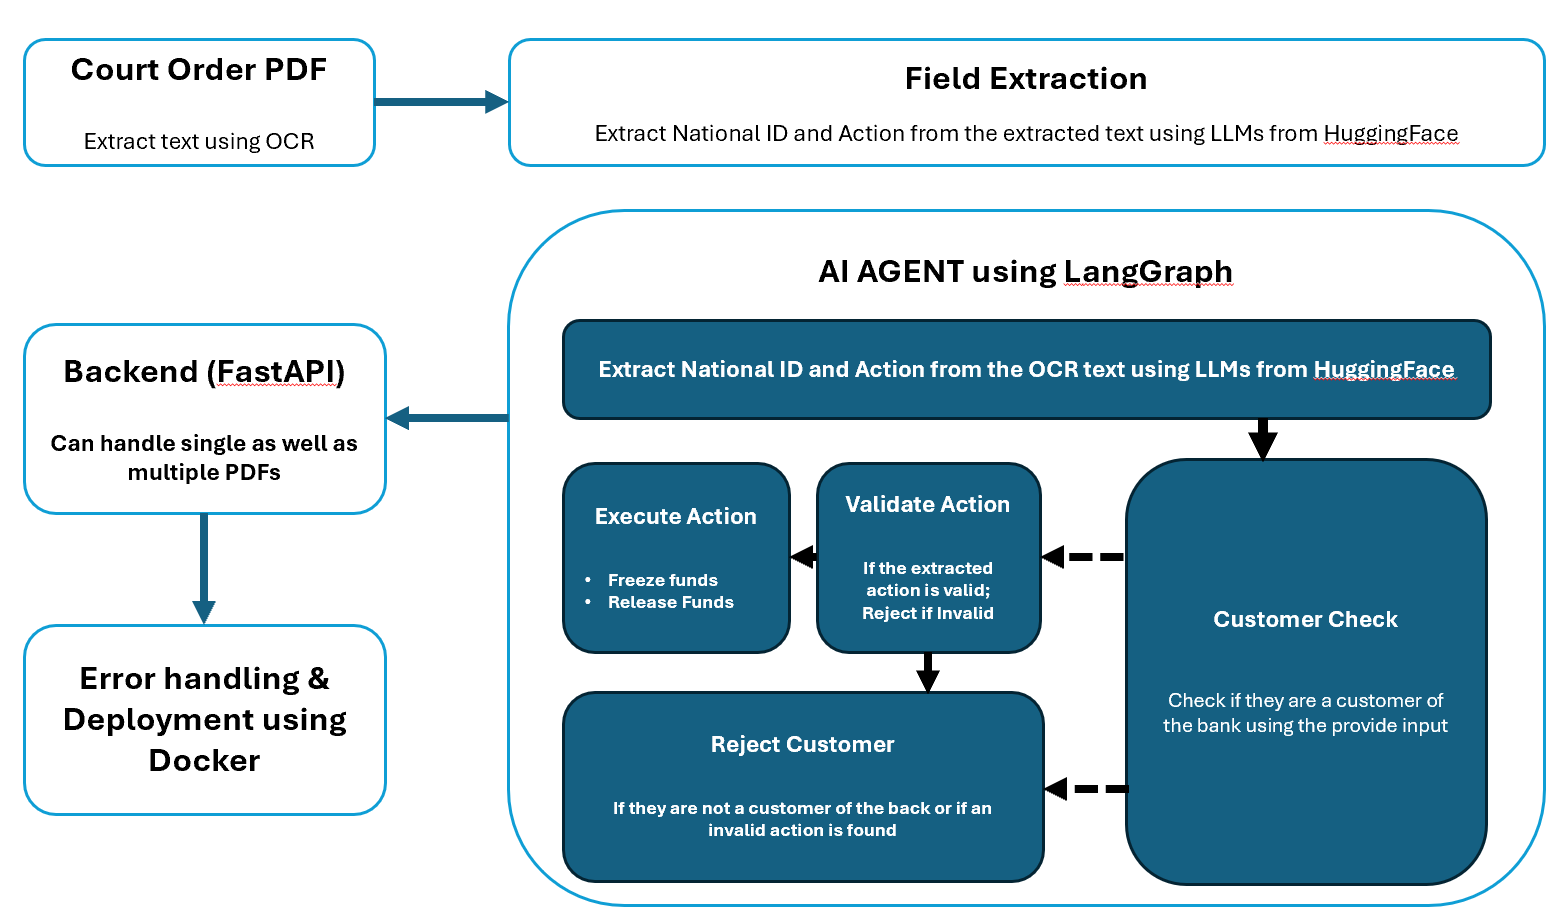 Court Order PDF
Extract text using OCR
Field Extraction
Extract National ID and Action from the extracted text using LLMs from HuggingFace
AI AGENT using LangGraph
Extract National ID and Action from the OCR text using LLMs from HuggingFace
Backend (FastAPI)
Can handle single as well as
multiple PDFs
Execute Action
• Freeze funds
• Release Funds
Validate Action
If the extracted
action is valid;
Reject if Invalid
Customer Check
Check if they are a customer of
the bank using the provide input
Reject Customer
If they are not a customer of the back or if an
invalid action is found
Error handling &
Deployment using
Docker